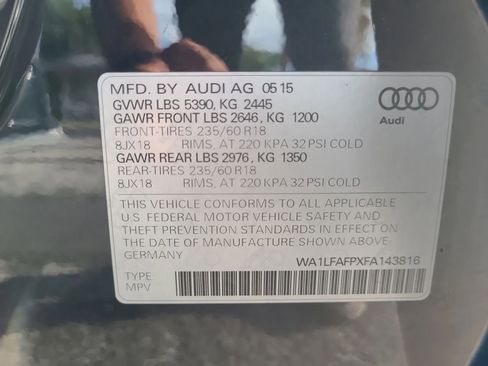 MFD. BY AUDI AG 05 15
GVWR LBS 5390, KG 2445
GAWR FRONT LBS 2646, KG 1200
FRONT-TIRES 235/60 R18
8JX18 RIMS, AT 220 KPA 32 PSI COLD
GAWR REAR LBS 2976, KG 1350
REAR-TIRES 235/60 R18
8JX18 RIMS, AT 220 KPA 32 PSI COLD
Audi
THIS VEHICLE CONFORMS TO ALL APPLICABLE
U.S. FEDERAL MOTOR VEHICLE SAFETY AND
THEFT PREVENTION STANDARDS IN EFFECT ON
THE DATE OF MANUFACTURE SHOWN ABOVE
GERMANY
WA1LFAFPXFA143816
TYPE
MPV